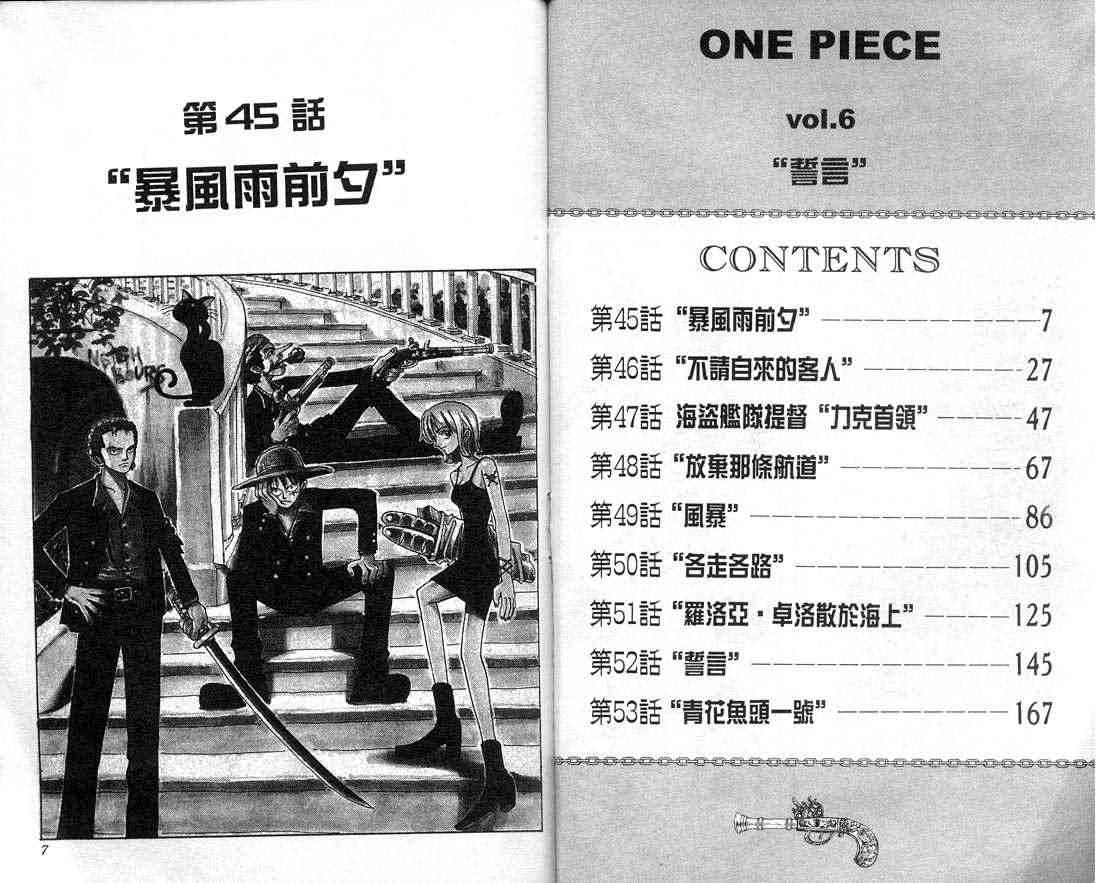 ONE PIECE
vol.6
“誓言”
CONTENTS
第45話 “暴風雨前夕” 7
第46話 “不請自來的客人” 27
第47話 海盜艦隊提督 “力克首領” 47
第48話 “放棄那條航道” 67
第49話 “風暴” 86
第50話 “各走各路” 105
第51話 “羅洛亞・卓洛散於海上” 125
第52話 “誓言” 145
第53話 “青花魚頭一號” 167
第45話
“暴風雨前夕”
7